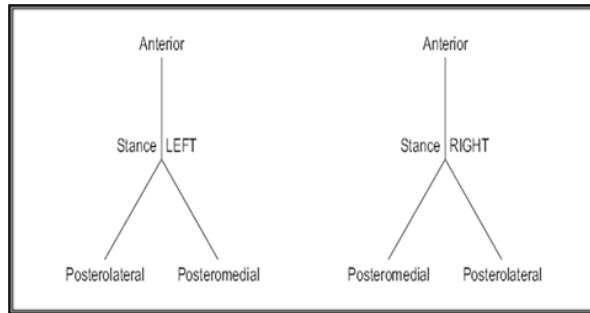 Anterior
Anterior
Stance LEFT
Stance RIGHT
Posterolateral
Posteromedial
Posteromedial
Posterolateral